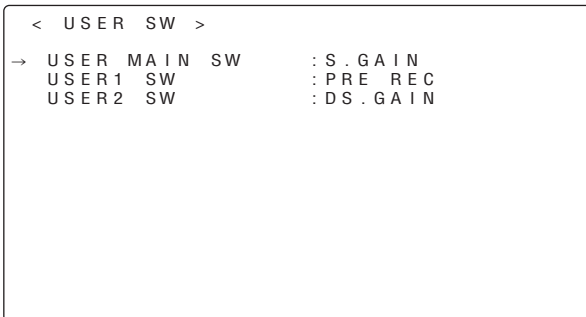 < USER SW >
→ USER MAIN SW :S.GAIN
USER1 SW :PRE REC
USER2 SW :DS.GAIN